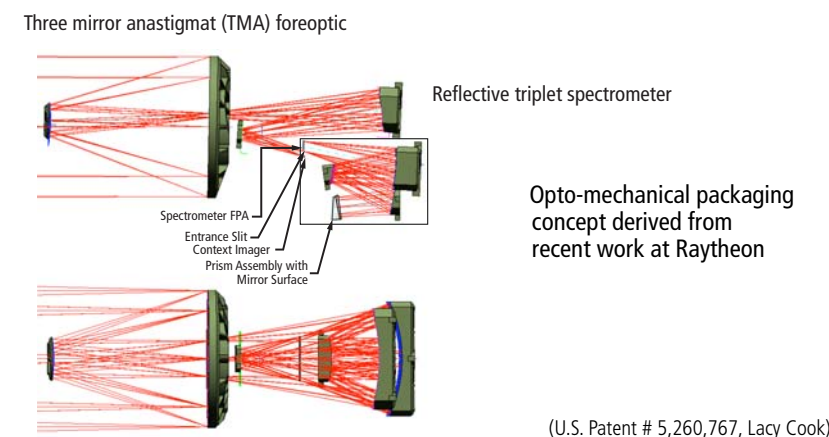 Three mirror anastigmat (TMA) foreoptic
Reflective triplet spectrometer
Opto-mechanical packaging
concept derived from
recent work at Raytheon
Spectrometer FPA
Entrance Slit
Context Imager
Prism Assembly with
Mirror Surface
(U.S. Patent # 5,260,767, Lacy Cook)